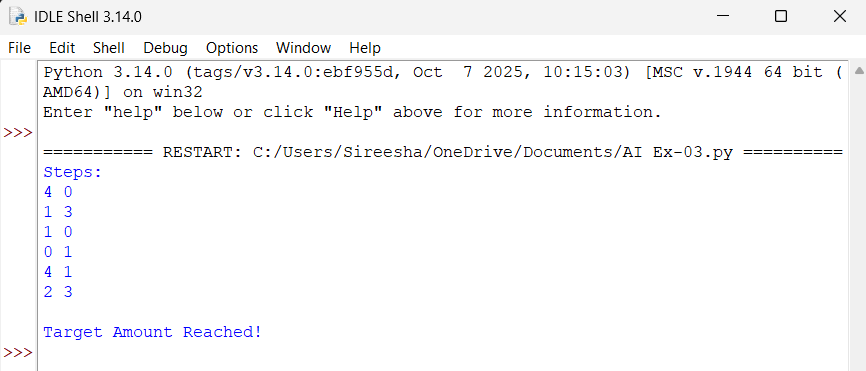 IDLE Shell 3.14.0
File Edit Shell Debug Options Window Help
Python 3.14.0 (tags/v3.14.0:ebf955d, Oct  7 2025, 10:15:03) [MSC v.1944 64 bit (
AMD64)] on win32
Enter "help" below or click "Help" above for more information.
>>>
=========== RESTART: C:/Users/Sireesha/OneDrive/Documents/AI Ex-03.py ==========
Steps:
4 0
1 3
1 0
0 1
4 1
2 3
Target Amount Reached!
>>>